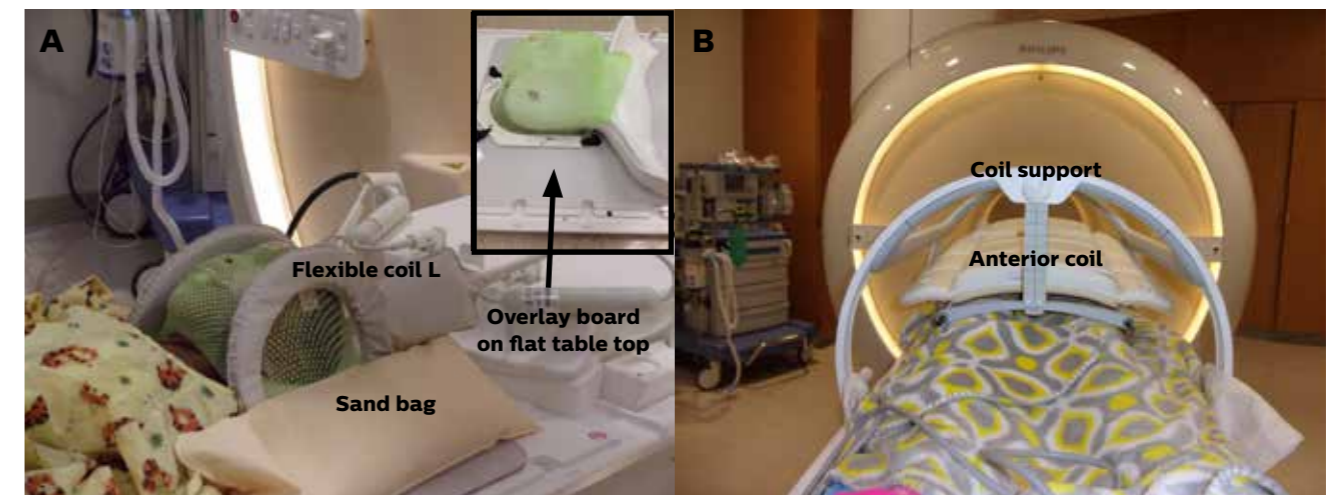 A
Flexible coil L
Overlay board
on flat table top
Sand bag
B
PHILIPS
Coil support
Anterior coil